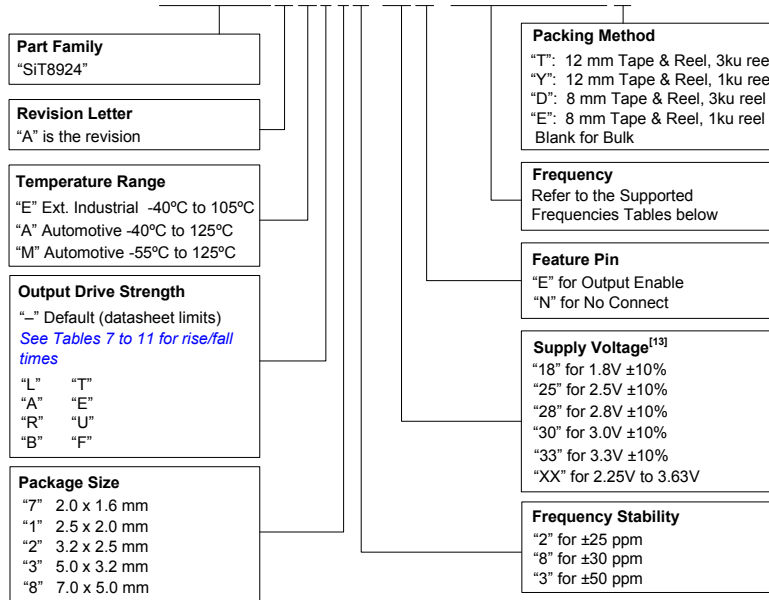 Part Family
“SiT8924”
Revision Letter
“A” is the revision
Temperature Range
“E” Ext. Industrial -40ºC to 105ºC
“A” Automotive -40ºC to 125ºC
“M” Automotive -55ºC to 125ºC
Output Drive Strength
“–” Default (datasheet limits)
See Tables 7 to 11 for rise/fall
times
“L” “T”
“A” “E”
“R” “U”
“B” “F”
Package Size
“7” 2.0 x 1.6 mm
“1” 2.5 x 2.0 mm
“2” 3.2 x 2.5 mm
“3” 5.0 x 3.2 mm
“8” 7.0 x 5.0 mm
Packing Method
“T”: 12 mm Tape & Reel, 3ku ree
“Y”: 12 mm Tape & Reel, 1ku reel
“D”: 8 mm Tape & Reel, 3ku reel
“E”: 8 mm Tape & Reel, 1ku reel
Blank for Bulk
Frequency
Refer to the Supported
Frequencies Tables below
Feature Pin
“E” for Output Enable
“N” for No Connect
Supply Voltage[13]
“18” for 1.8V ±10%
“25” for 2.5V ±10%
“28” for 2.8V ±10%
“30” for 3.0V ±10%
“33” for 3.3V ±10%
“XX” for 2.25V to 3.63V
Frequency Stability
“2” for ±25 ppm
“8” for ±30 ppm
“3” for ±50 ppm